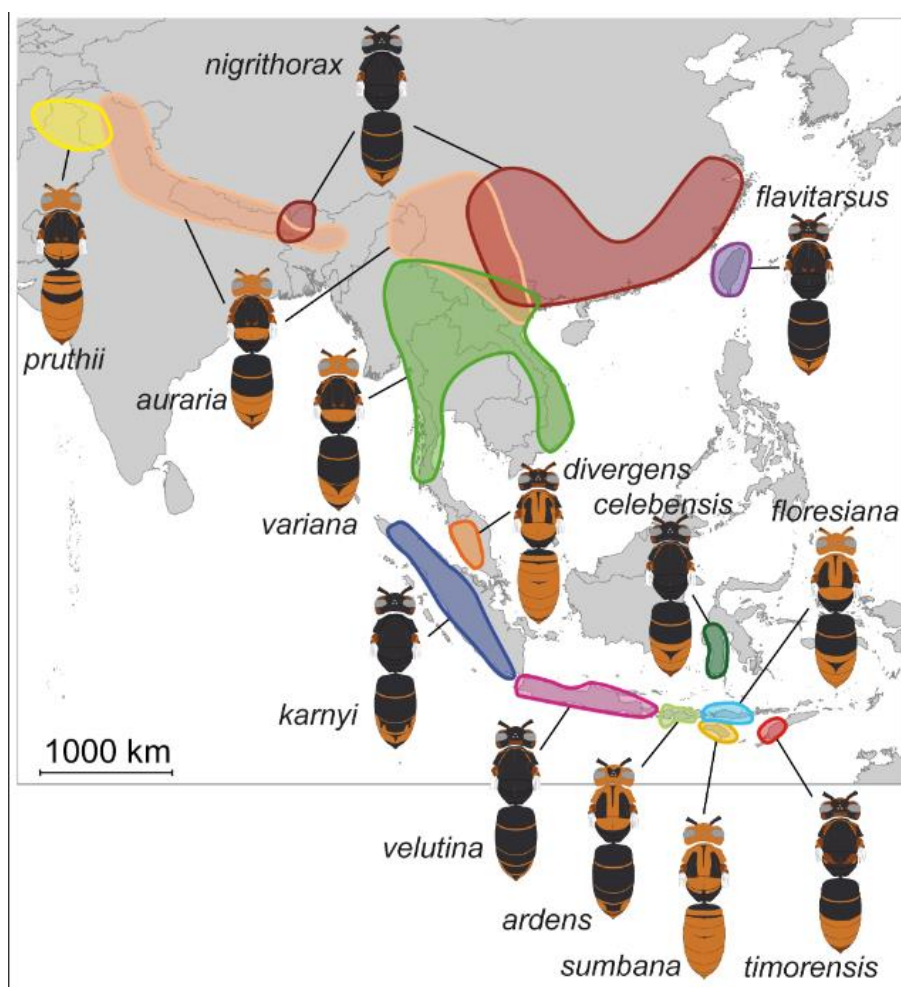 nigrithorax
flavitarsus
pruthii
auraria
variana
divergens
celebensis
floresiana
karnyi
1000 km
velutina
ardens
sumbana
timorensis